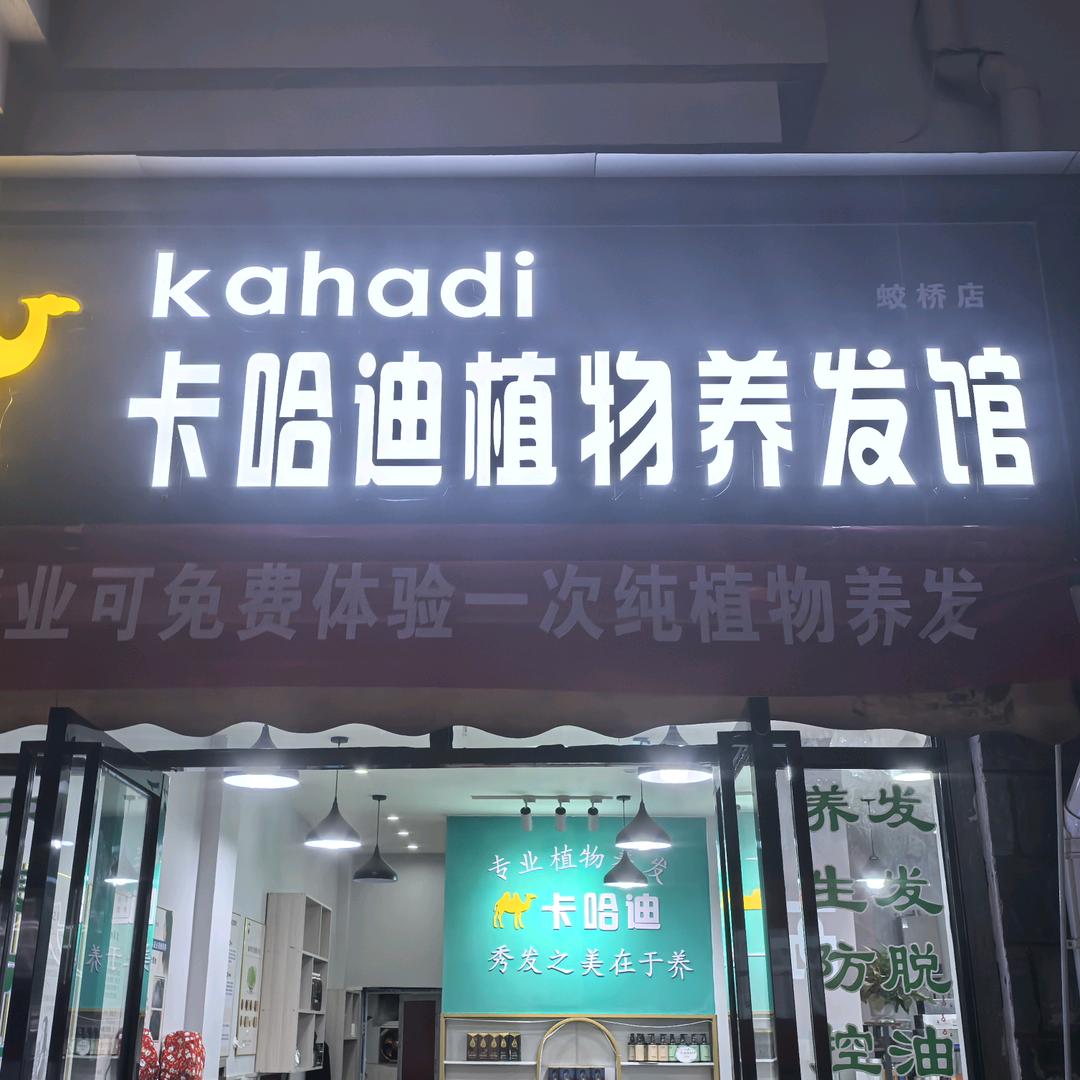 kahadi
蛟桥店
卡哈迪植物养发馆
业可免费体验一次纯植物养发
专业植物养发
卡哈迪
秀发之美在于养
养发
生发
防脱
控油